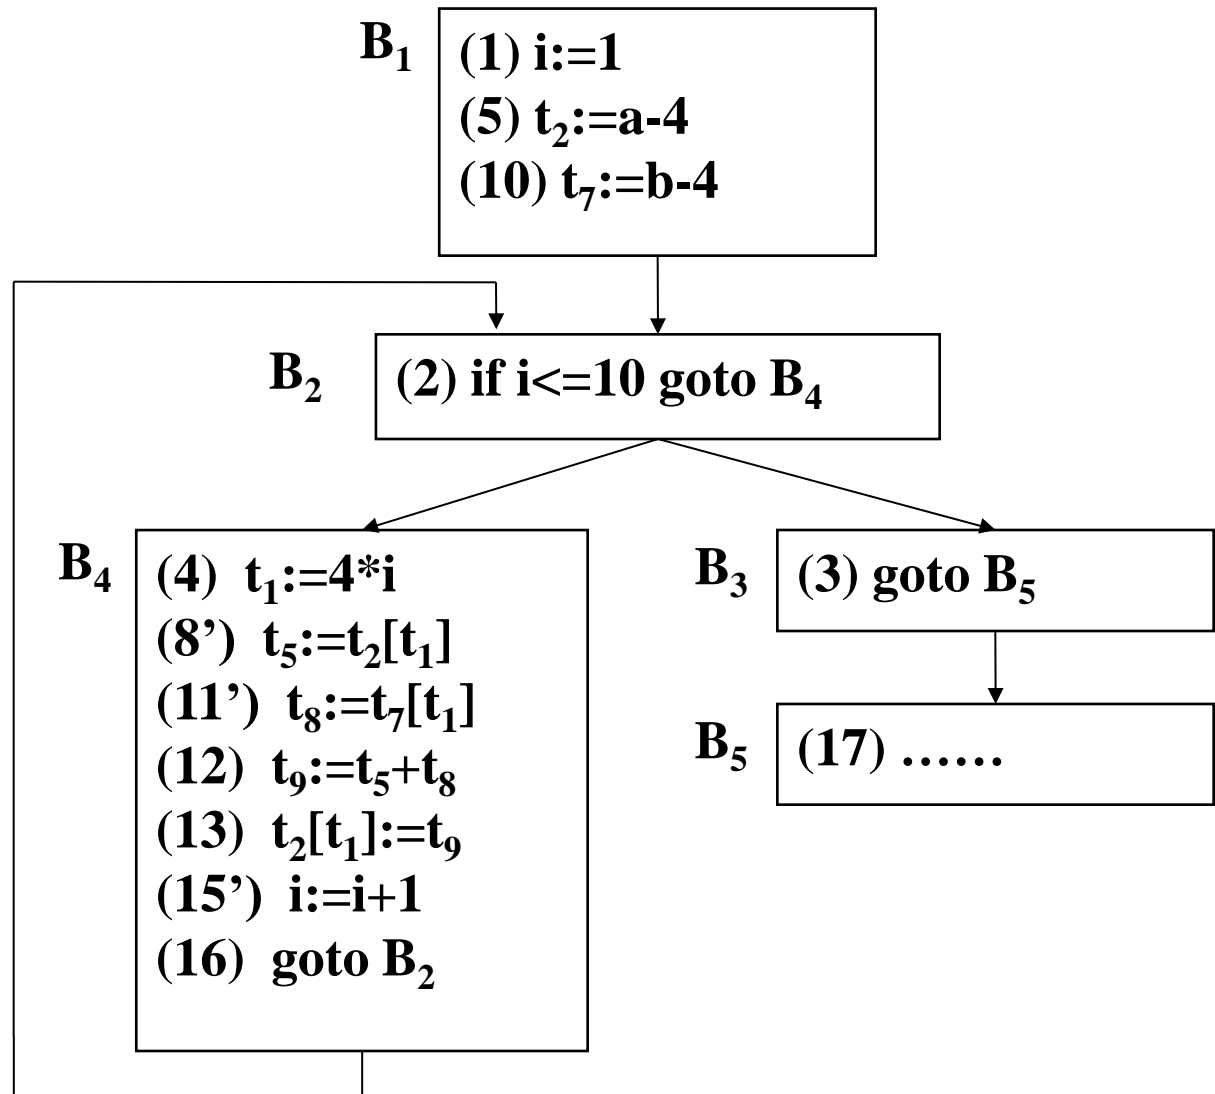 B₁
(1) i:=1
(5) t₂:=a-4
(10) t₇:=b-4
B₂
(2) if i<=10 goto B₄
B₄
(4) t₁:=4*i
(8’) t₅:=t₂[t₁]
(11’) t₈:=t₇[t₁]
(12) t₉:=t₅+t₈
(13) t₂[t₁]:=t₉
(15’) i:=i+1
(16) goto B₂
B₃
(3) goto B₅
B₅
(17) ……